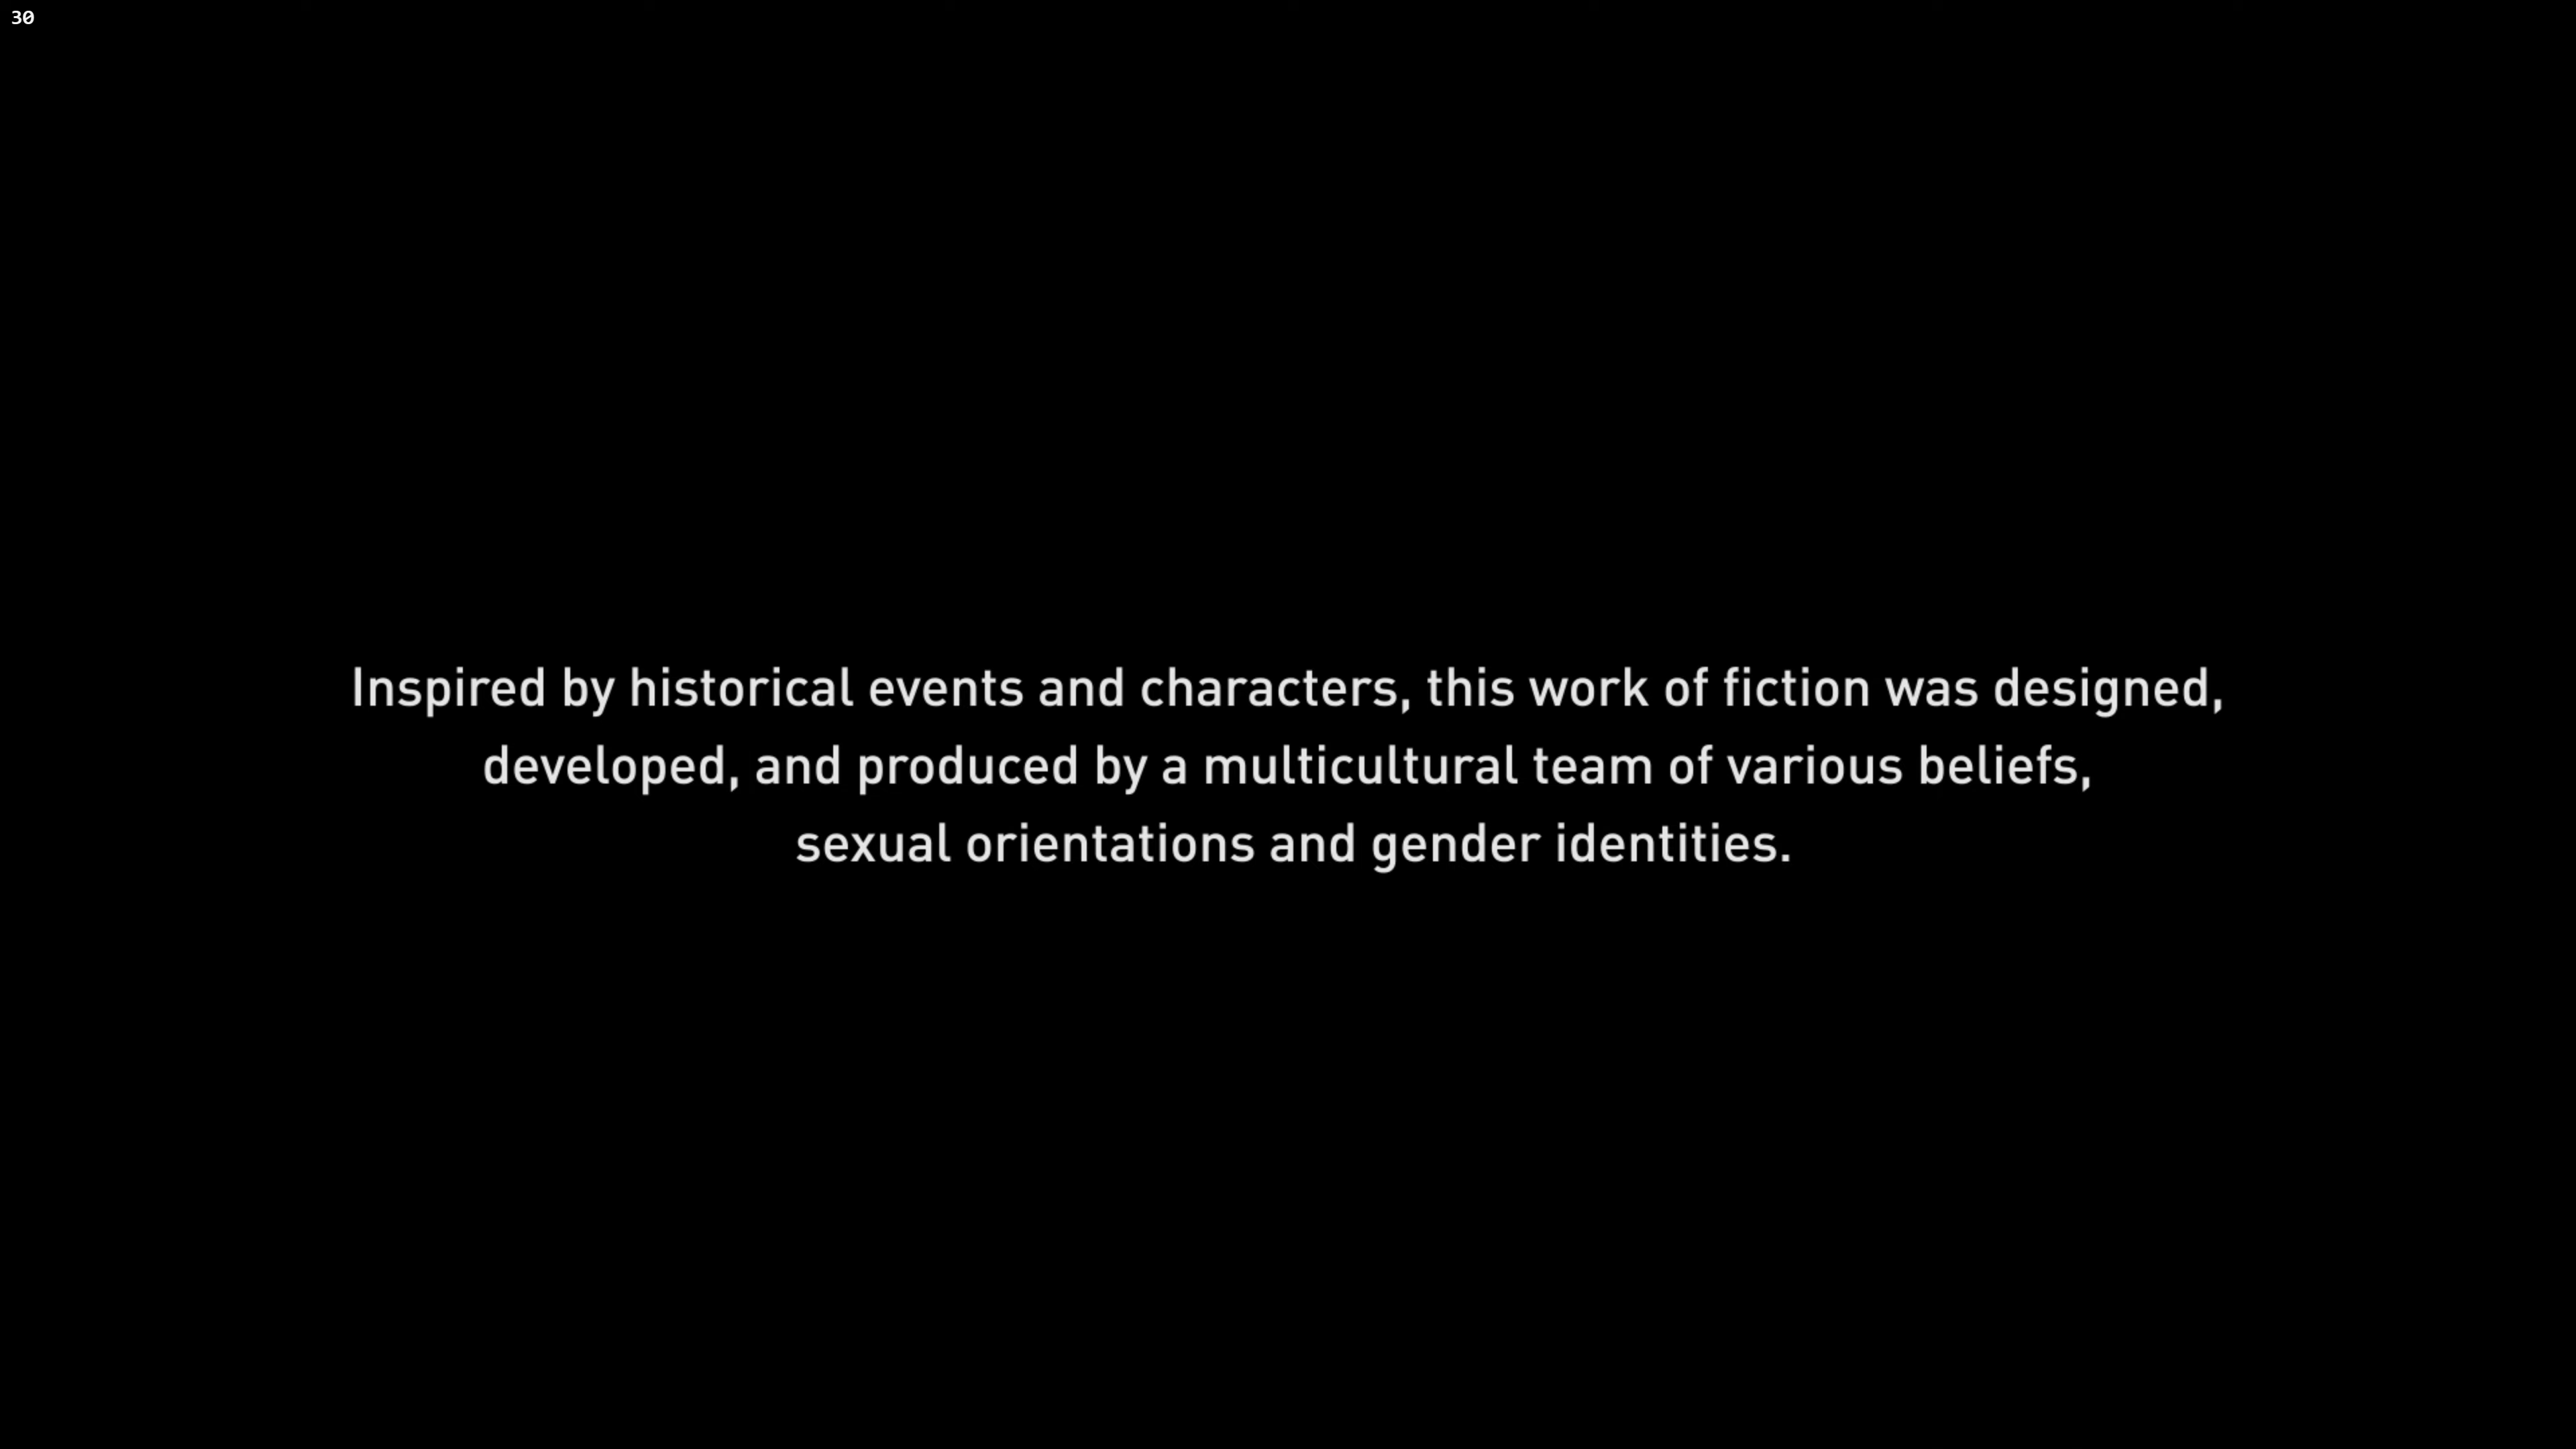 30
Inspired by historical events and characters, this work of fiction was designed,
developed, and produced by a multicultural team of various beliefs,
sexual orientations and gender identities.